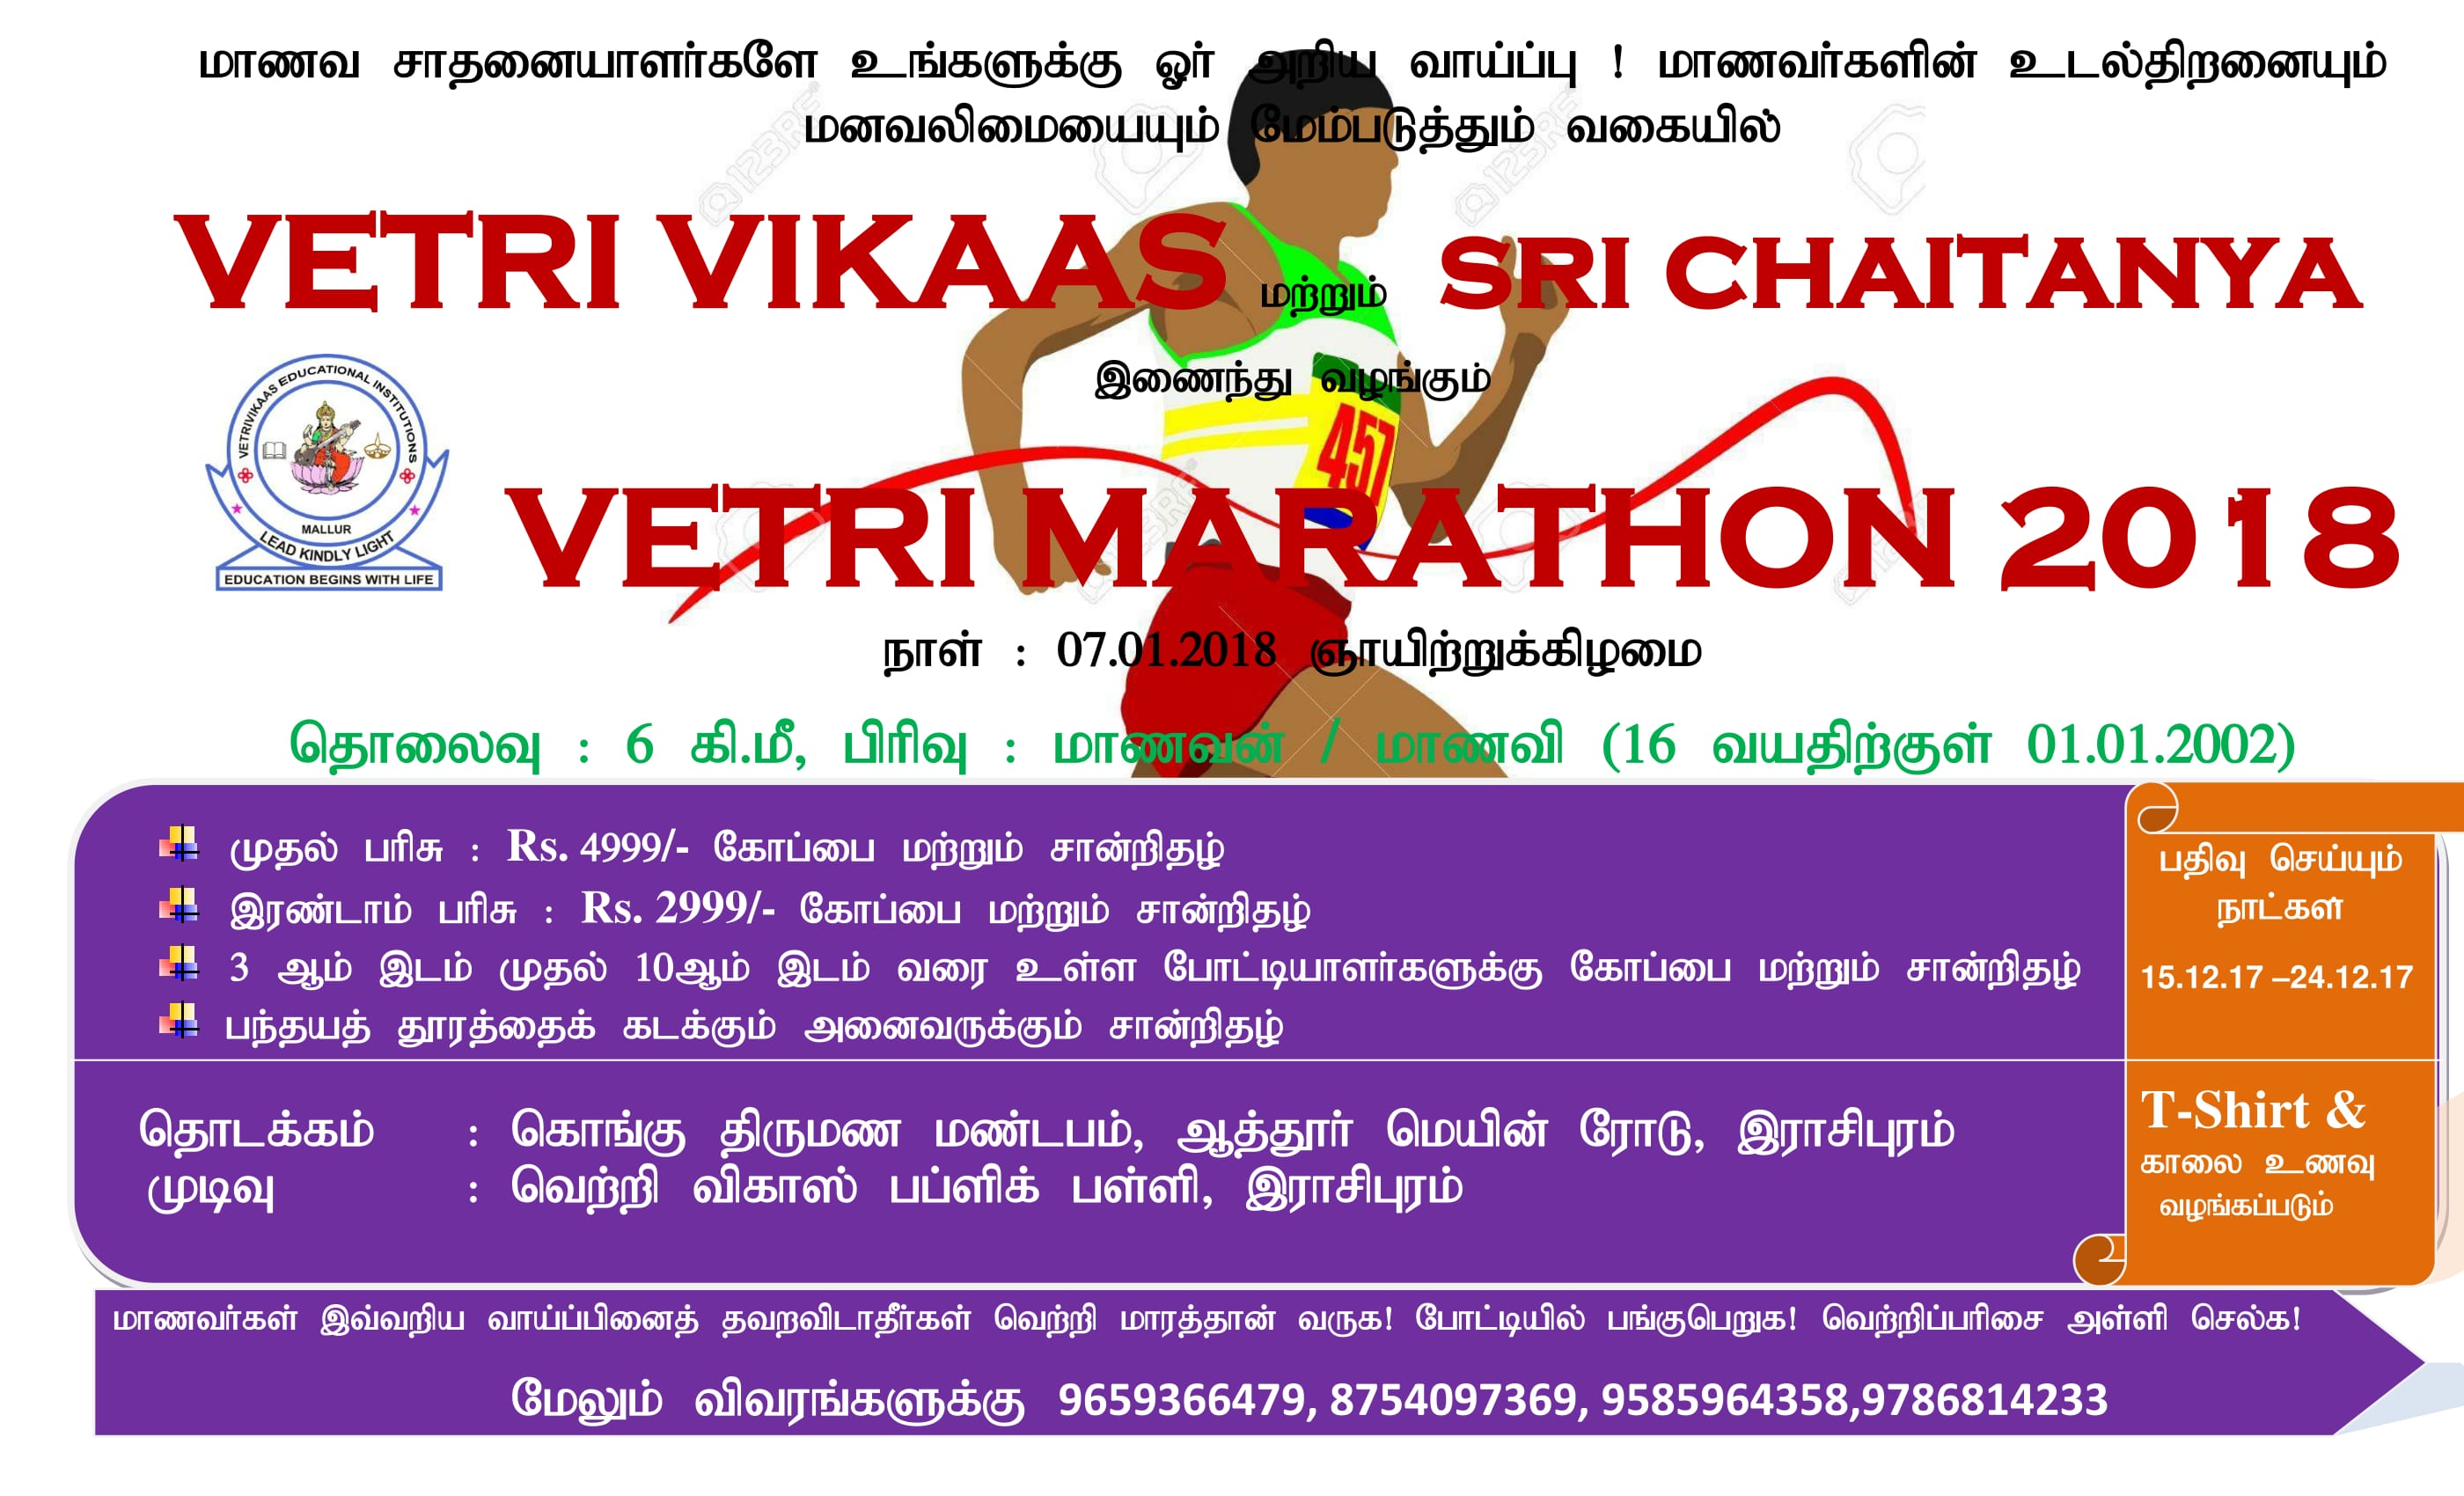 மாணவ சாதனையாளர்களே உங்களுக்கு ஓர் அறிய வாய்ப்பு ! மாணவர்களின் உடல்திறனையும்
மனவலிமையையும் மேம்படுத்தும் வகையில்
VETRI VIKAAS மற்றும் SRI CHAITANYA
இணைந்து வழங்கும்
457
VETRIVIKAAS EDUCATIONAL INSTITUTIONS
MALLUR
LEAD KINDLY LIGHT
EDUCATION BEGINS WITH LIFE
VETRI MARATHON 2018
நாள் : 07.01.2018 ஞாயிற்றுக்கிழமை
தொலைவு : 6 கி.மீ, பிரிவு : மாணவன் / மாணவி (16 வயதிற்குள் 01.01.2002)
முதல் பரிசு : Rs. 4999/- கோப்பை மற்றும் சான்றிதழ்
இரண்டாம் பரிசு : Rs. 2999/- கோப்பை மற்றும் சான்றிதழ்
3 ஆம் இடம் முதல் 10ஆம் இடம் வரை உள்ள போட்டியாளர்களுக்கு கோப்பை மற்றும் சான்றிதழ்
பந்தயத் தூரத்தைக் கடக்கும் அனைவருக்கும் சான்றிதழ்
பதிவு செய்யும்
நாட்கள்
15.12.17 –24.12.17
தொடக்கம் : கொங்கு திருமண மண்டபம், ஆத்தூர் மெயின் ரோடு, இராசிபுரம்
முடிவு : வெற்றி விகாஸ் பப்ளிக் பள்ளி, இராசிபுரம்
T-Shirt &
காலை உணவு
வழங்கப்படும்
மாணவர்கள் இவ்வறிய வாய்ப்பினைத் தவறவிடாதீர்கள் வெற்றி மாரத்தான் வருக! போட்டியில் பங்குபெறுக! வெற்றிப்பரிசை அள்ளி செல்க!
மேலும் விவரங்களுக்கு 9659366479, 8754097369, 9585964358,9786814233
@123RF
@123RF
@123RF